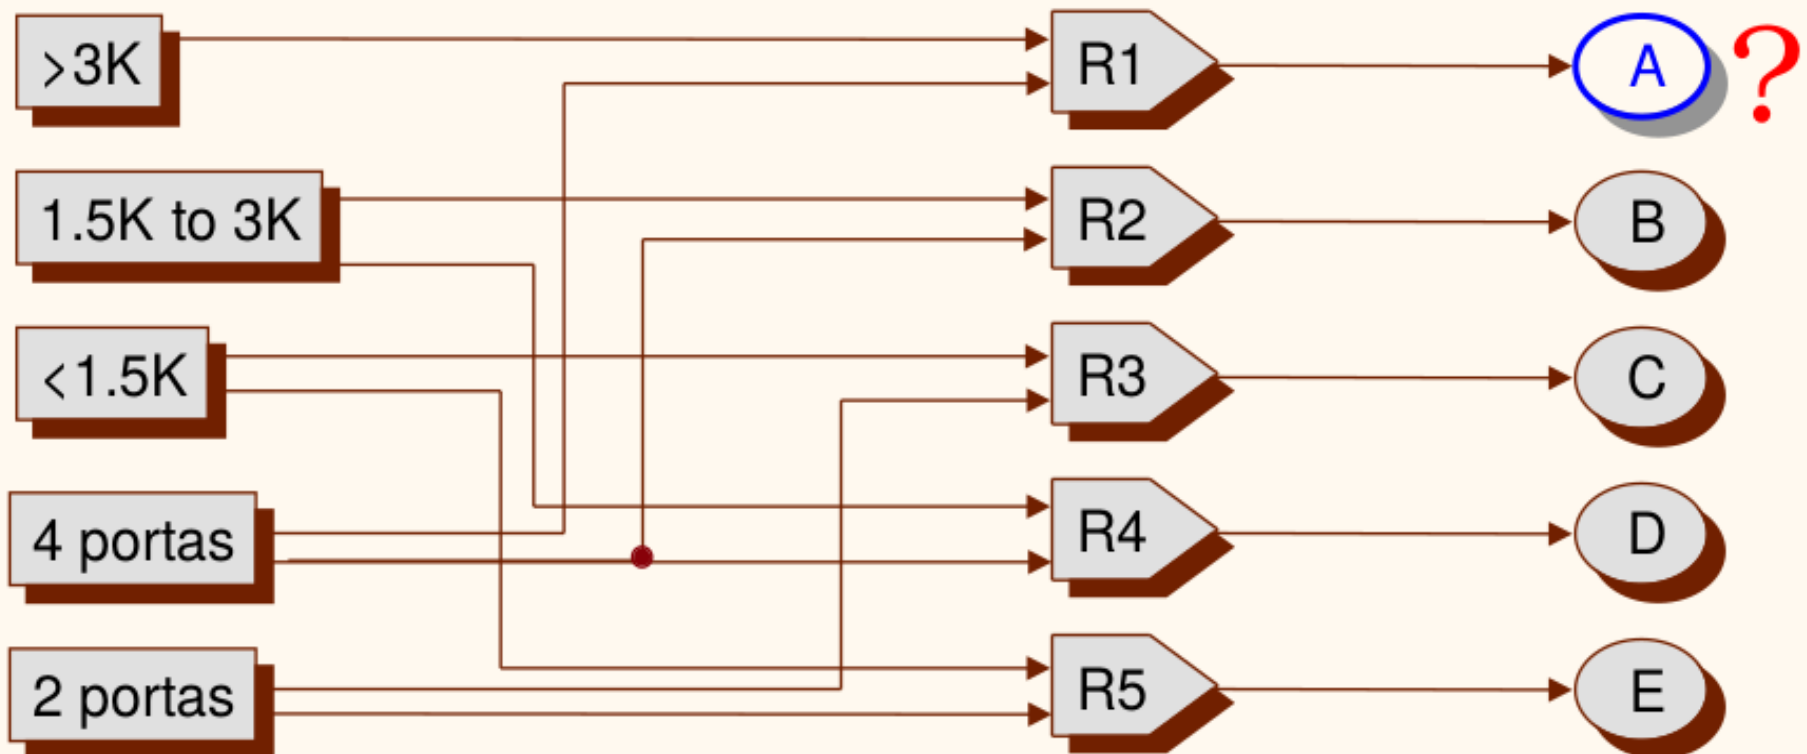 >3K
R1
A
?
1.5K to 3K
R2
B
<1.5K
R3
C
4 portas
R4
D
2 portas
R5
E